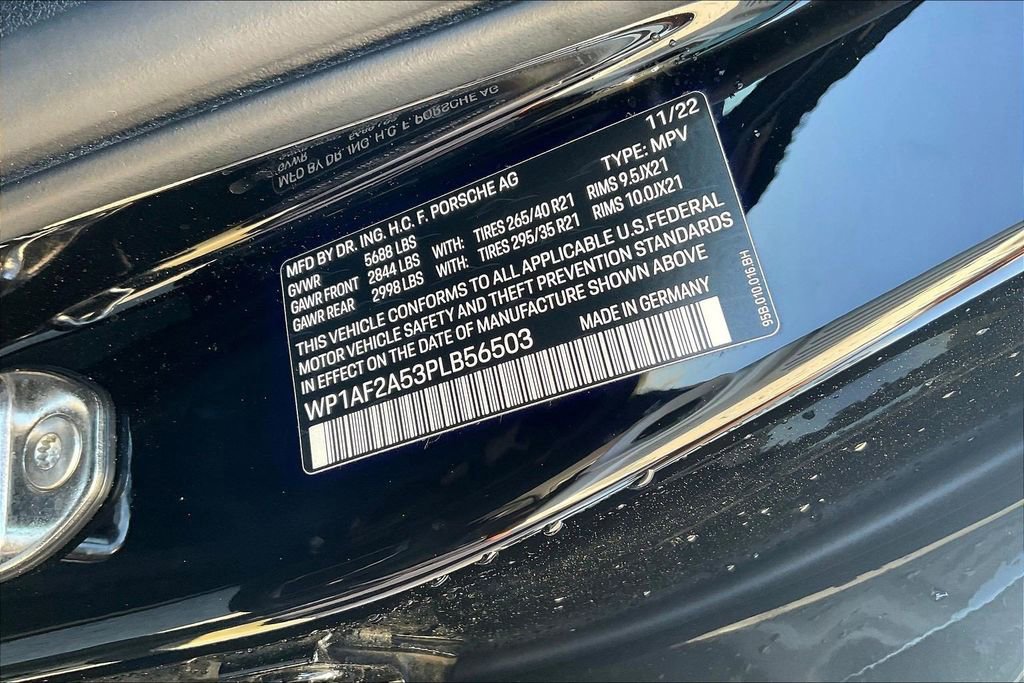 MFD BY DR. ING. H.C. F. PORSCHE AG 11/22
GVWR 5688 LBS TYPE: MPV
GAWR FRONT 2844 LBS WITH: TIRES 265/40 R21 RIMS 9.5JX21
GAWR REAR 2998 LBS WITH: TIRES 295/35 R21 RIMS 10.0JX21
THIS VEHICLE CONFORMS TO ALL APPLICABLE U.S.FEDERAL
MOTOR VEHICLE SAFETY AND THEFT PREVENTION STANDARDS
IN EFFECT ON THE DATE OF MANUFACTURE SHOWN ABOVE
WP1AF2A53PLB56503 MADE IN GERMANY
95B.010.016.BH